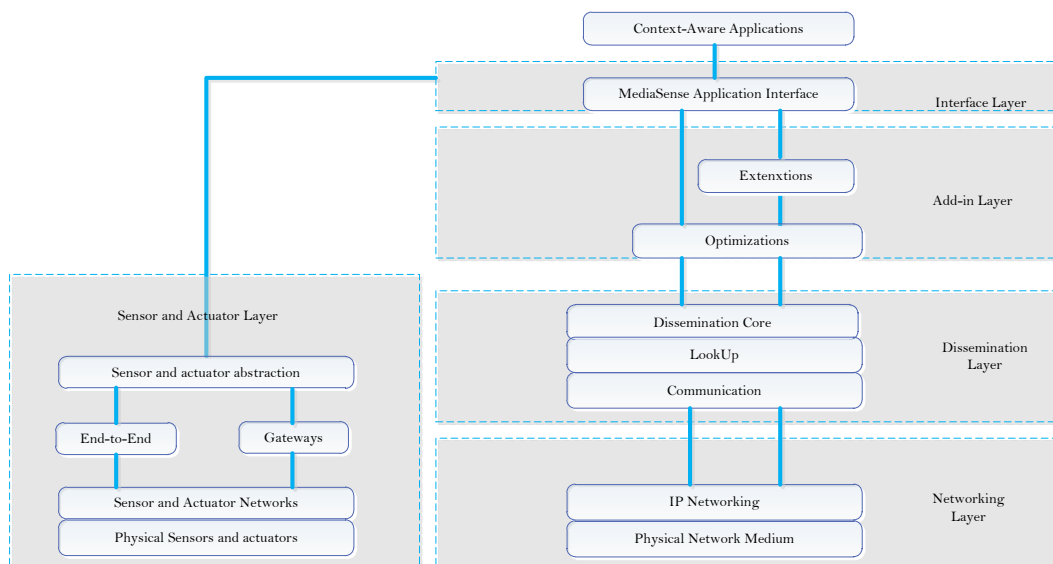 Context-Aware Applications
MediaSense Application Interface
Interface Layer
Extenxtions
Add-in Layer
Optimizations
Sensor and Actuator Layer
Dissemination Core
LookUp
Dissemination
Layer
Sensor and actuator abstraction
Communication
End-to-End
Gateways
Sensor and Actuator Networks
IP Networking
Networking
Layer
Physical Sensors and actuators
Physical Network Medium